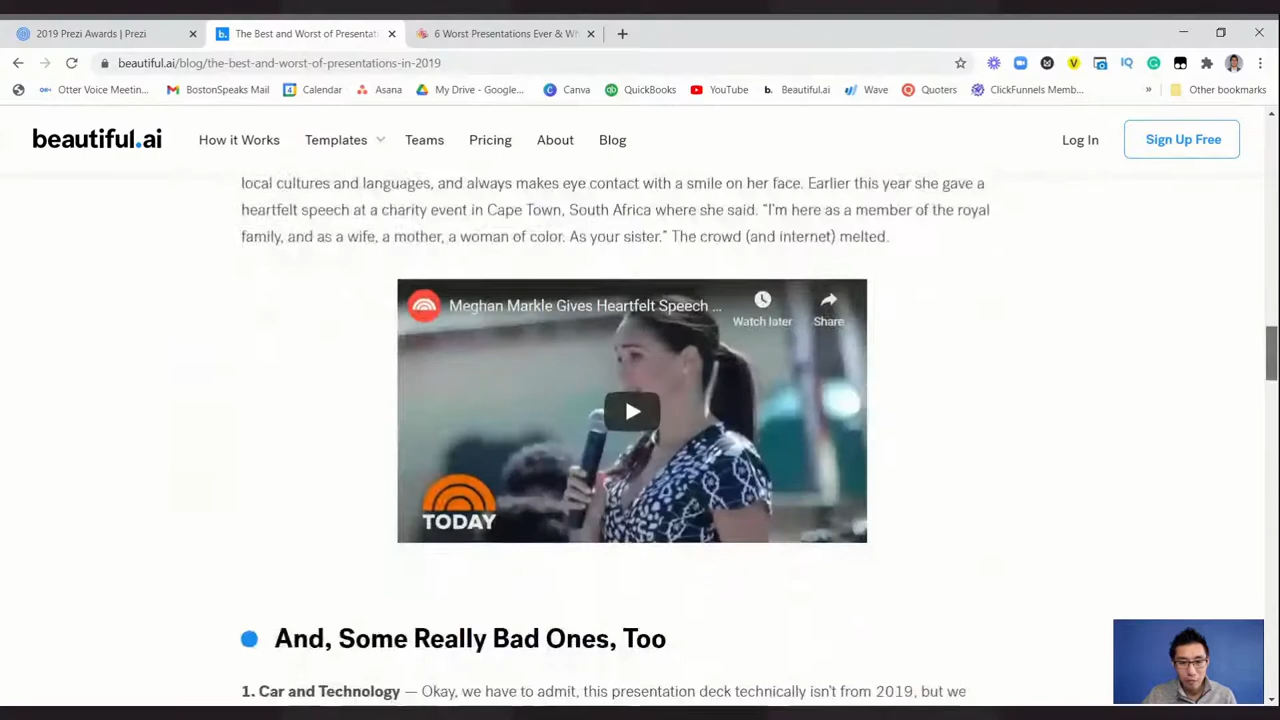 2019 Prezi Awards | Prezi
The Best and Worst of Presentat
6 Worst Presentations Ever & Wh
beautiful.ai/blog/the-best-and-worst-of-presentations-in-2019
Otter Voice Meetin...
BostonSpeaks Mail
Calendar
Asana
My Drive - Google...
Canva
QuickBooks
YouTube
Beautiful.ai
Wave
Quoters
ClickFunnels Memb...
»
Other bookmarks
beautiful.ai
How it Works
Templates
Teams
Pricing
About
Blog
Log In
Sign Up Free
local cultures and languages, and always makes eye contact with a smile on her face. Earlier this year she gave a
heartfelt speech at a charity event in Cape Town, South Africa where she said. “I'm here as a member of the royal
family, and as a wife, a mother, a woman of color. As your sister.” The crowd (and internet) melted.
Meghan Markle Gives Heartfelt Speech ...
Watch later
Share
TODAY
And, Some Really Bad Ones, Too
1. Car and Technology — Okay, we have to admit, this presentation deck technically isn't from 2019, but we